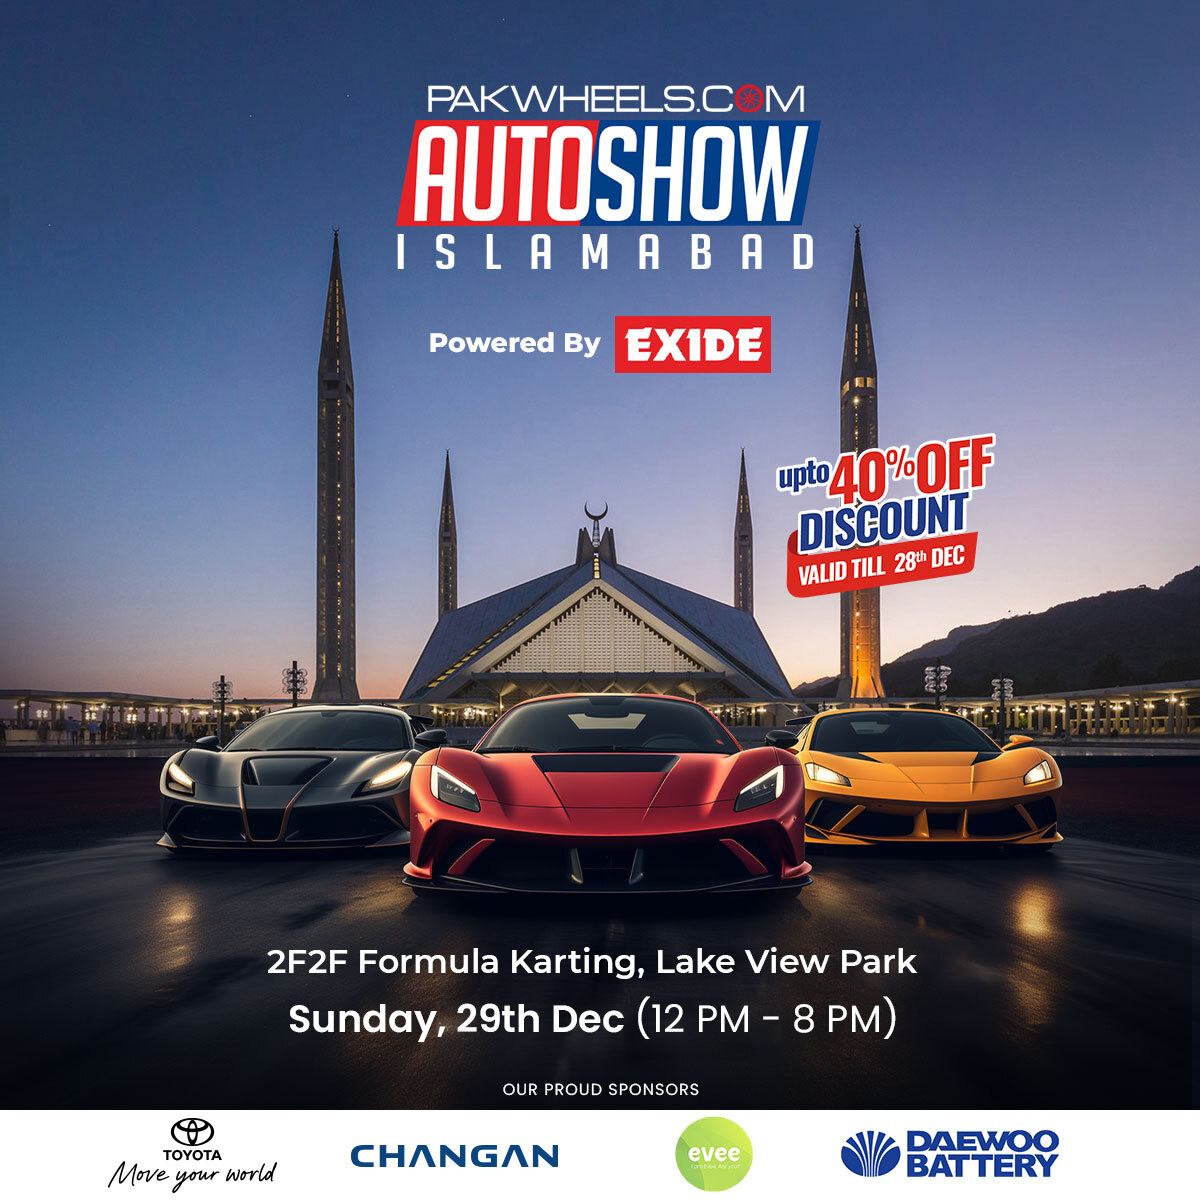 PAKWHEELS.COM
AUTOSHOW
ISLAMABAD
Powered By EXIDE
upto 40% OFF
DISCOUNT
VALID TILL 28th DEC
2F2F Formula Karting, Lake View Park
Sunday, 29th Dec (12 PM - 8 PM)
OUR PROUD SPONSORS
TOYOTA
Move your world
CHANGAN
evee
DAEWOO
BATTERY